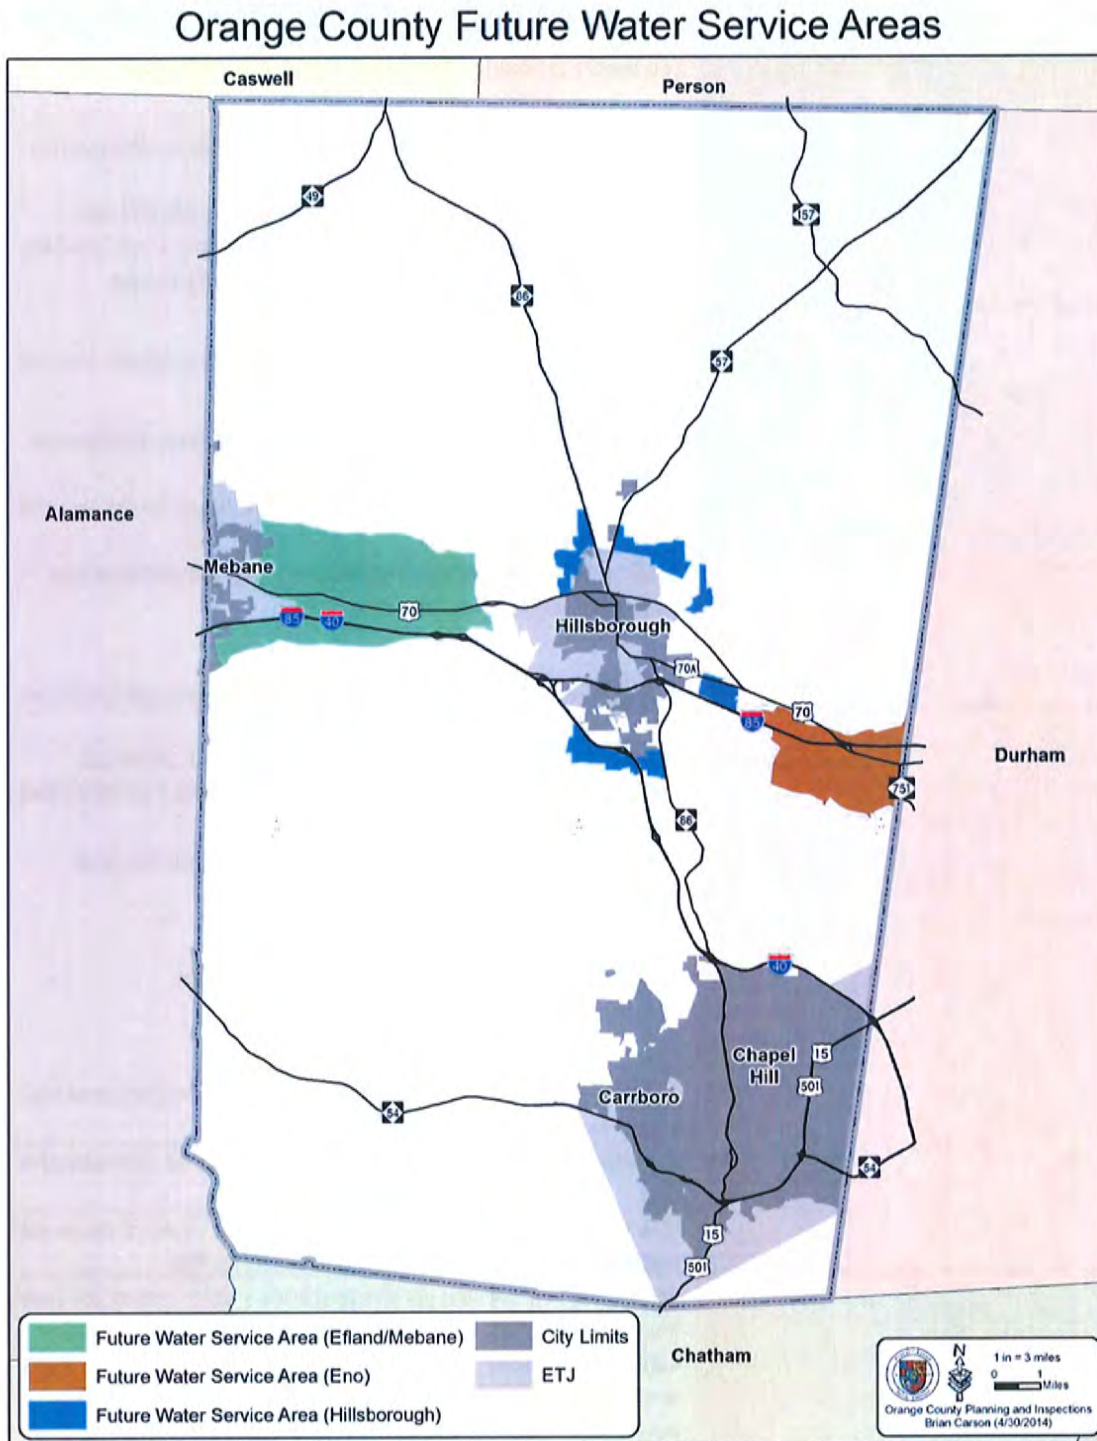 Orange County Future Water Service Areas
Caswell
Person
49
157
86
57
Alamance
Mebane
70
85
40
Hillsborough
70A
70
85
Durham
751
86
40
Chapel
Hill
15
501
Carrboro
54
54
15
501
Chatham
Future Water Service Area (Efland/Mebane)
Future Water Service Area (Eno)
Future Water Service Area (Hillsborough)
City Limits
ETJ
N
1 in = 3 miles
0 1
Miles
Orange County Planning and Inspections
Brian Carson (4/30/2014)